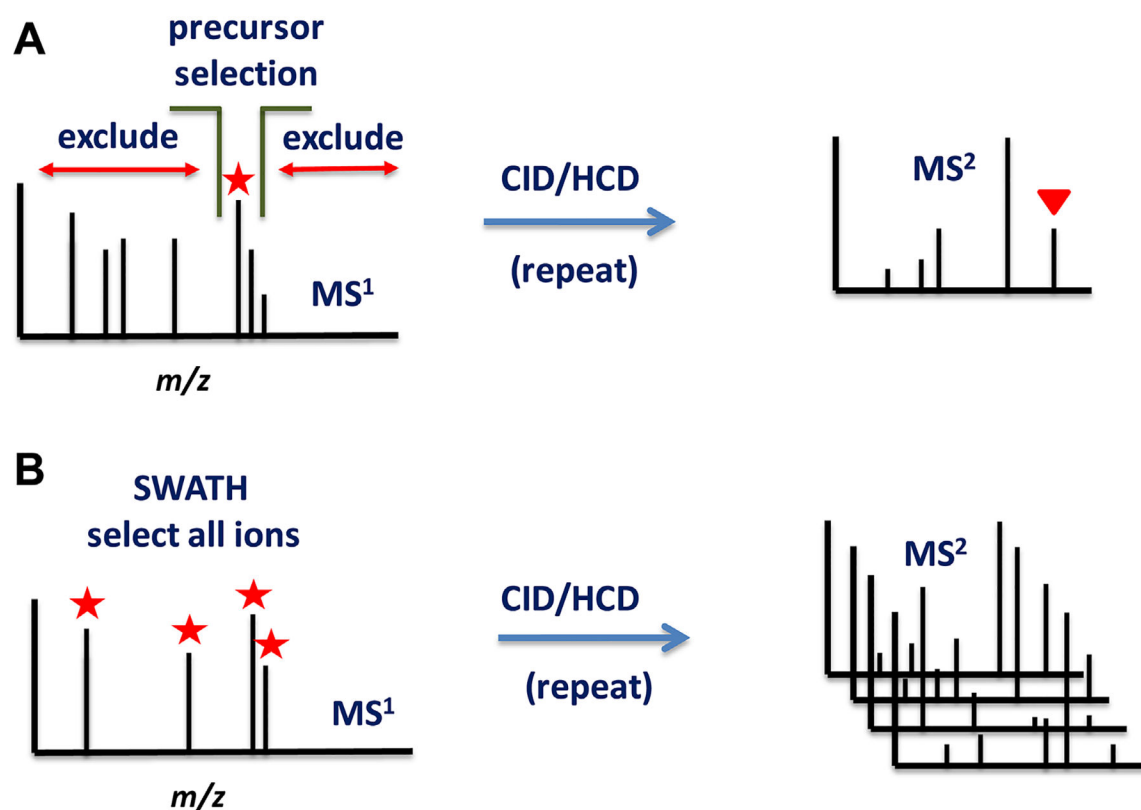 A
precursor
selection
exclude
exclude
MS¹
m/z
CID/HCD
(repeat)
MS²
B
SWATH
select all ions
MS¹
m/z
CID/HCD
(repeat)
MS²